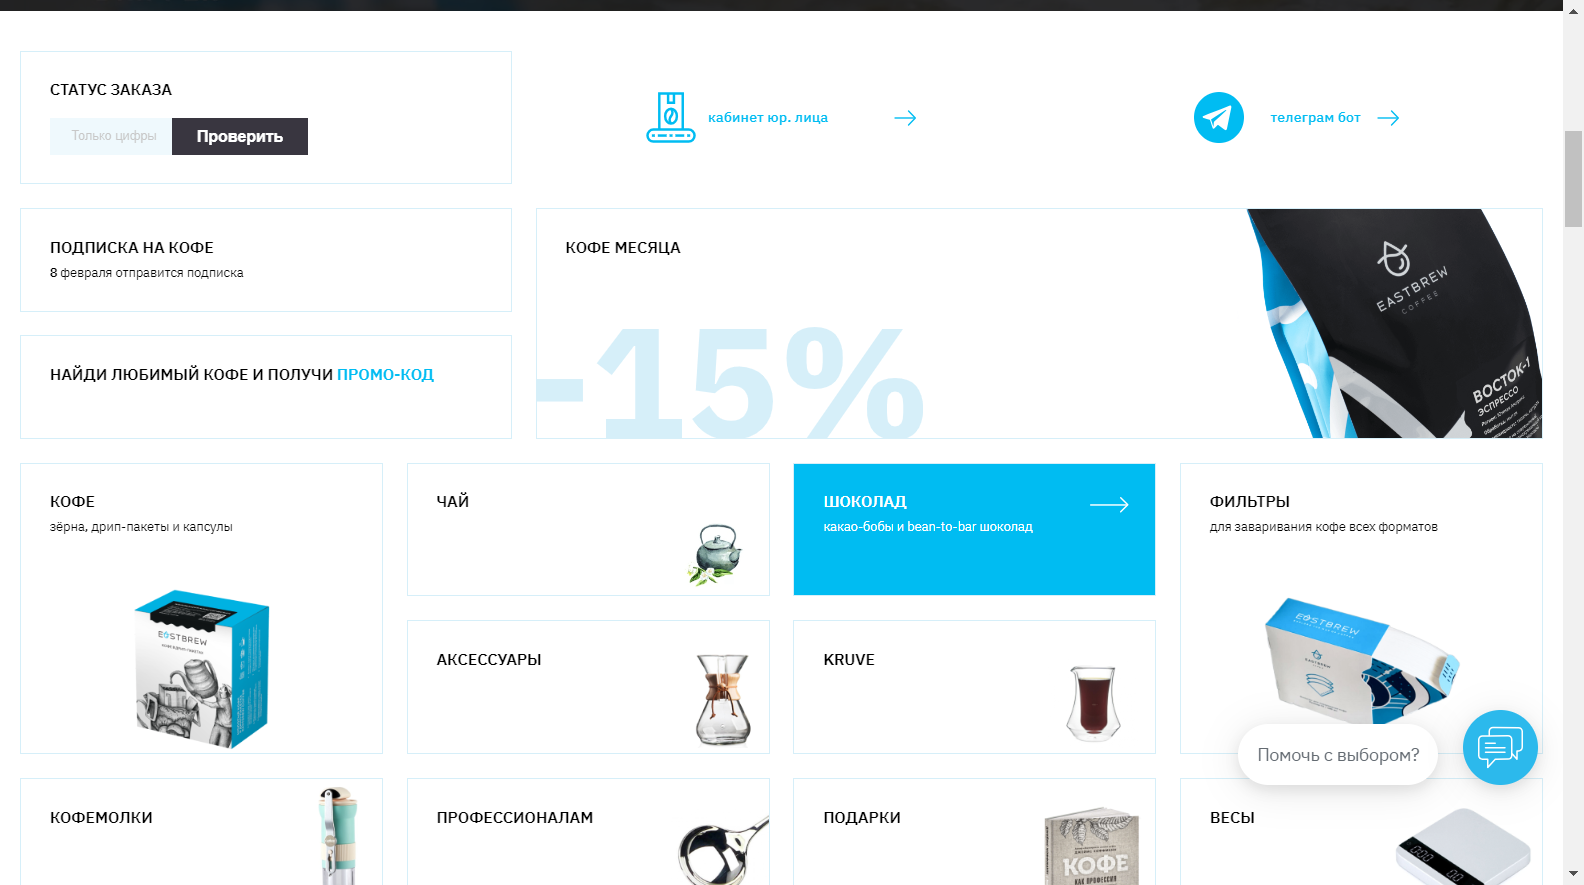 СТАТУС ЗАКАЗА
Только цифры
Проверить
кабинет юр. лица
телеграм бот
ПОДПИСКА НА КОФЕ
8 февраля отправится подписка
НАЙДИ ЛЮБИМЫЙ КОФЕ И ПОЛУЧИ ПРОМО-КОД
КОФЕ МЕСЯЦА
-15%
EASTBREW
COFFEE
ВОСТОК-1
ЭСПРЕССО
КОФЕ
зёрна, дрип-пакеты и капсулы
EASTBREW
ЧАЙ
ШОКОЛАД
какао-бобы и bean-to-bar шоколад
ФИЛЬТРЫ
для заваривания кофе всех форматов
EASTBREW
EASTBREW
АКСЕССУАРЫ
KRUVE
Помочь с выбором?
КОФЕМОЛКИ
ПРОФЕССИОНАЛАМ
ПОДАРКИ
КОФЕ
КАК ПРОФЕССИЯ
ВЕСЫ